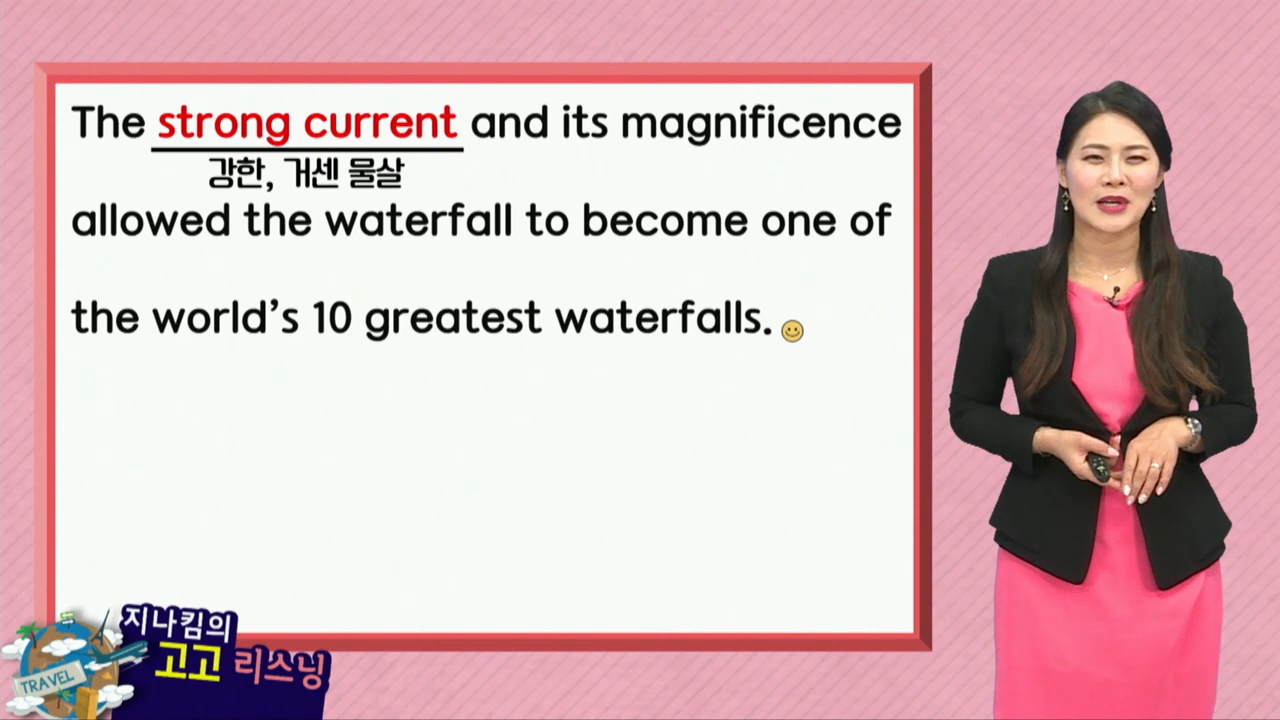 The strong current and its magnificence
강한, 거센 물살
allowed the waterfall to become one of
the world's 10 greatest waterfalls.
지나킴의
고고 리스닝
TRAVEL